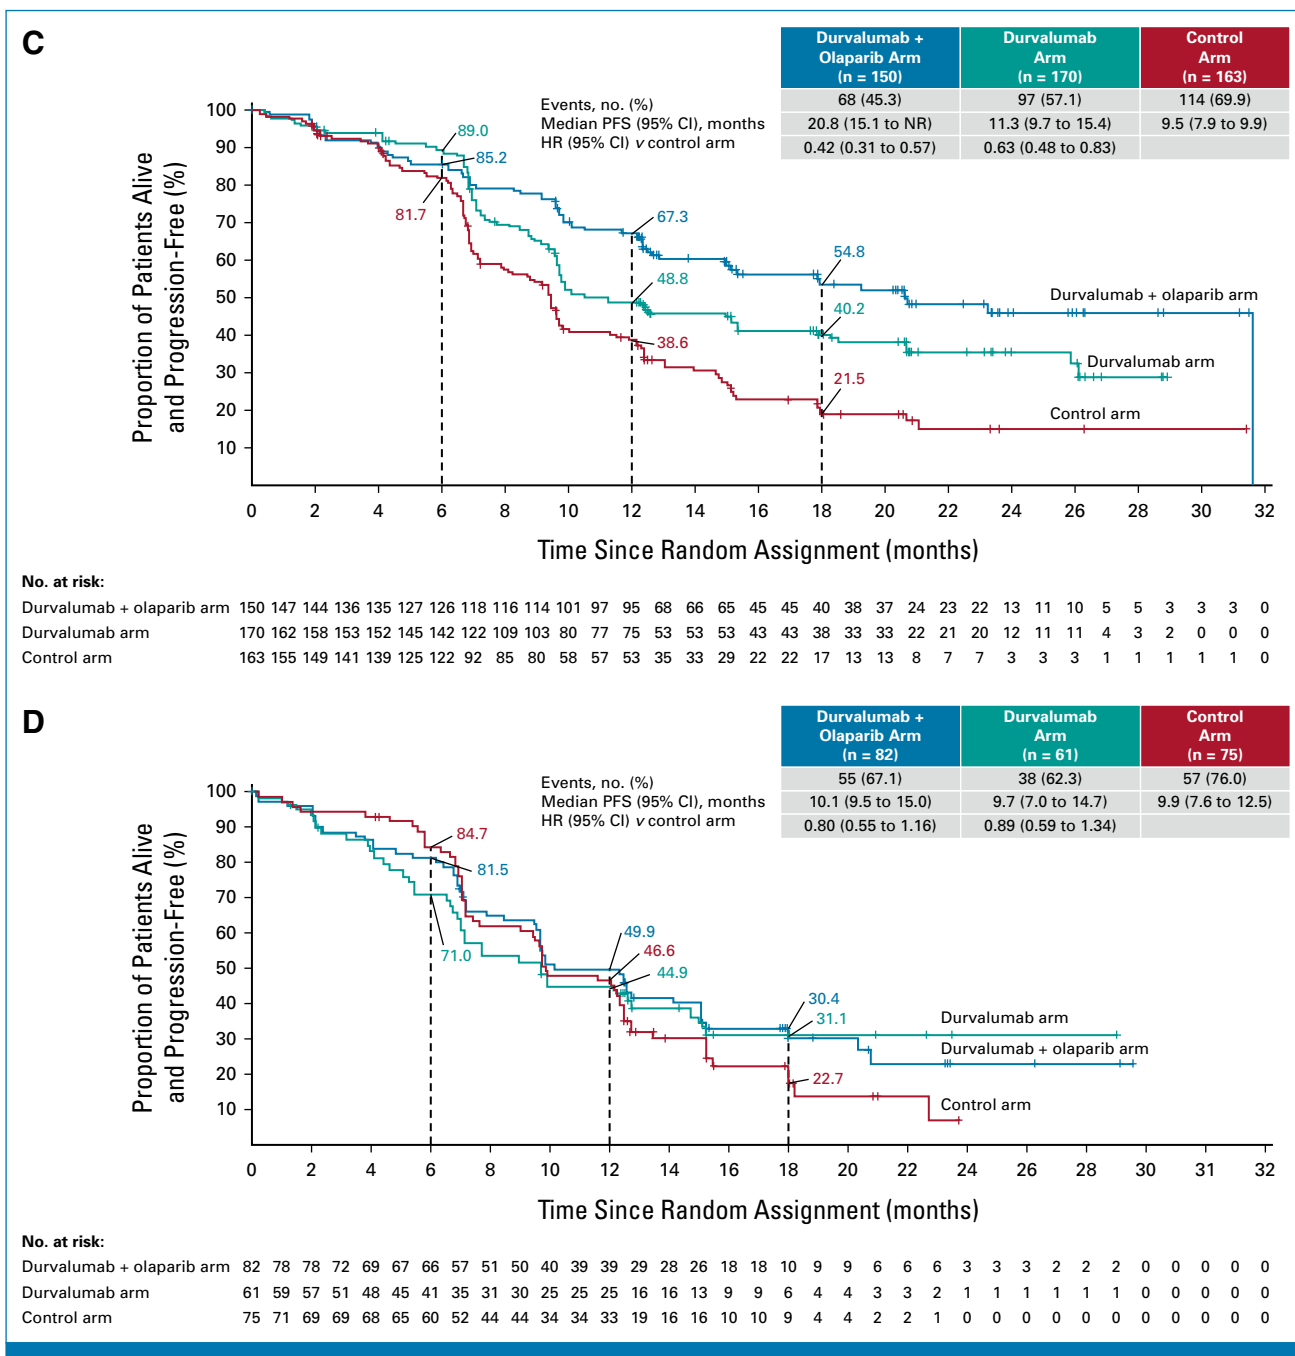 C
Durvalumab + Olaparib Arm (n = 150) Durvalumab Arm (n = 170) Control Arm (n = 163)
Events, no. (%) 68 (45.3) 97 (57.1) 114 (69.9)
Median PFS (95% CI), months 20.8 (15.1 to NR) 11.3 (9.7 to 15.4) 9.5 (7.9 to 9.9)
HR (95% CI) v control arm 0.42 (0.31 to 0.57) 0.63 (0.48 to 0.83)
Proportion of Patients Alive
and Progression-Free (%)
100
90
80
70
60
50
40
30
20
10
89.0
85.2
81.7
67.3
48.8
38.6
54.8
40.2
21.5
Durvalumab + olaparib arm
Durvalumab arm
Control arm
0 2 4 6 8 10 12 14 16 18 20 22 24 26 28 30 32
Time Since Random Assignment (months)
No. at risk:
Durvalumab + olaparib arm 150 147 144 136 135 127 126 118 116 114 101 97 95 68 66 65 45 45 40 38 37 24 23 22 13 11 10 5 5 3 3 3 0
Durvalumab arm 170 162 158 153 152 145 142 122 109 103 80 77 75 53 53 53 43 43 38 33 33 22 21 20 12 11 11 4 3 2 0 0 0
Control arm 163 155 149 141 139 125 122 92 85 80 58 57 53 35 33 29 22 22 17 13 13 8 7 7 3 3 3 1 1 1 1 1 0
D
Durvalumab + Olaparib Arm (n = 82) Durvalumab Arm (n = 61) Control Arm (n = 75)
Events, no. (%) 55 (67.1) 38 (62.3) 57 (76.0)
Median PFS (95% CI), months 10.1 (9.5 to 15.0) 9.7 (7.0 to 14.7) 9.9 (7.6 to 12.5)
HR (95% CI) v control arm 0.80 (0.55 to 1.16) 0.89 (0.59 to 1.34)
Proportion of Patients Alive
and Progression-Free (%)
100
90
80
70
60
50
40
30
20
10
84.7
81.5
71.0
49.9
46.6
44.9
30.4
31.1
22.7
Durvalumab arm
Durvalumab + olaparib arm
Control arm
0 2 4 6 8 10 12 14 16 18 20 22 24 26 28 30 30 31 32
Time Since Random Assignment (months)
No. at risk:
Durvalumab + olaparib arm 82 78 78 72 69 67 66 57 51 50 40 39 39 29 28 26 18 18 10 9 9 6 6 6 3 3 3 2 2 2 0 0 0 0 0
Durvalumab arm 61 59 57 51 48 45 41 35 31 30 25 25 25 16 16 13 9 9 6 4 4 3 3 2 1 1 1 1 1 1 0 0 0 0 0
Control arm 75 71 69 69 68 65 60 52 44 44 34 34 33 19 16 16 10 10 9 4 4 2 2 1 0 0 0 0 0 0 0 0 0 0 0